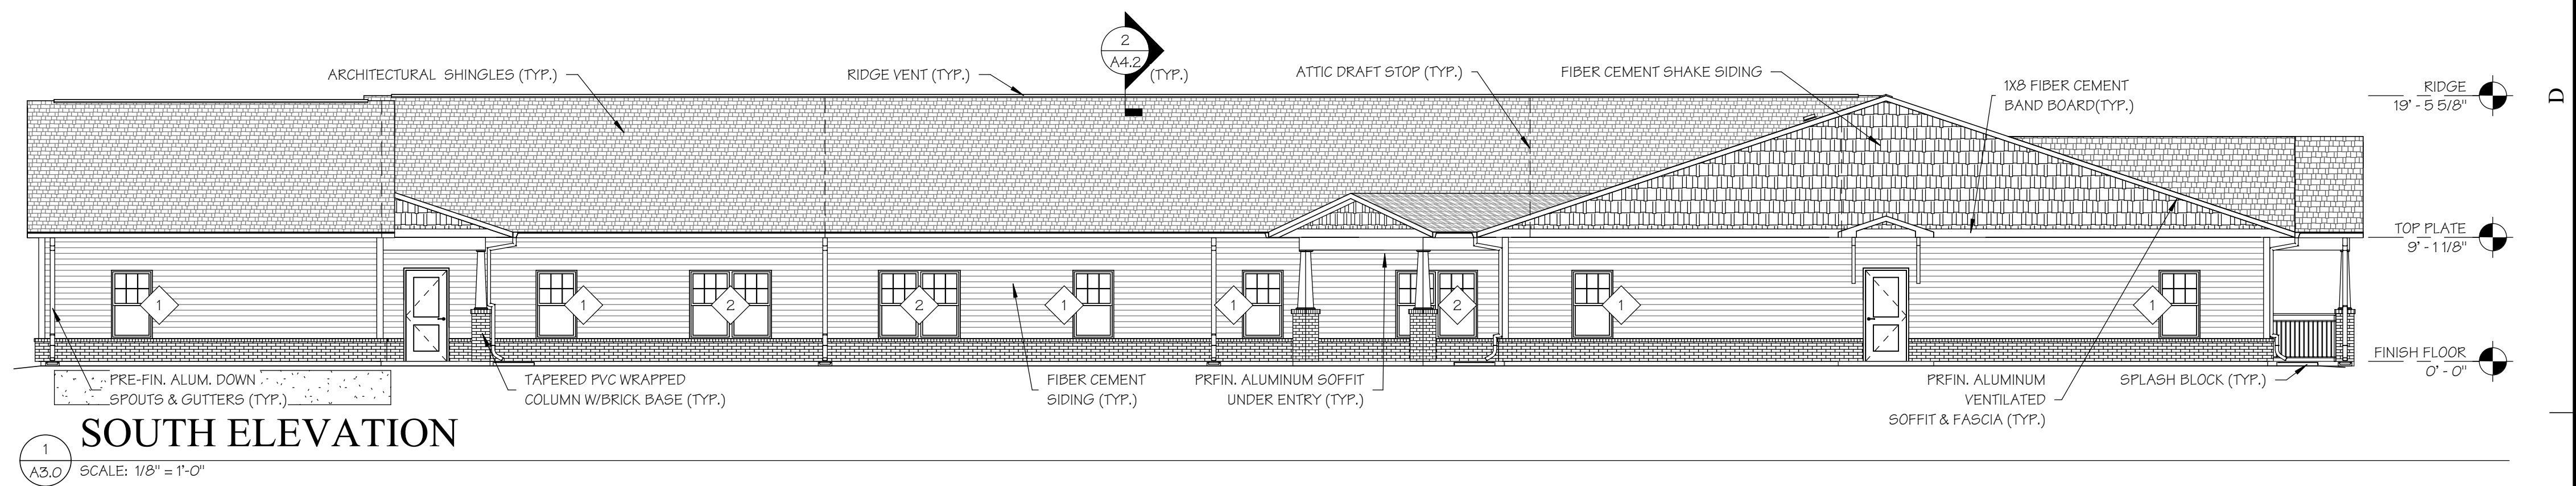 2
A4.2
(TYP.)
ARCHITECTURAL SHINGLES (TYP.)
RIDGE VENT (TYP.)
ATTIC DRAFT STOP (TYP.)
FIBER CEMENT SHAKE SIDING
1X8 FIBER CEMENT
BAND BOARD(TYP.)
RIDGE
19' - 5 5/8"
D
TOP PLATE
9' - 1 1/8"
1
1
2
2
1
1
2
1
1
FINISH FLOOR
0' - 0"
PRE-FIN. ALUM. DOWN
SPOUTS & GUTTERS (TYP.)
TAPERED PVC WRAPPED
COLUMN W/BRICK BASE (TYP.)
FIBER CEMENT
SIDING (TYP.)
PRFIN. ALUMINUM SOFFIT
UNDER ENTRY (TYP.)
PRFIN. ALUMINUM
VENTILATED
SOFFIT & FASCIA (TYP.)
SPLASH BLOCK (TYP.)
1
A3.0
SOUTH ELEVATION
SCALE: 1/8" = 1'-0"